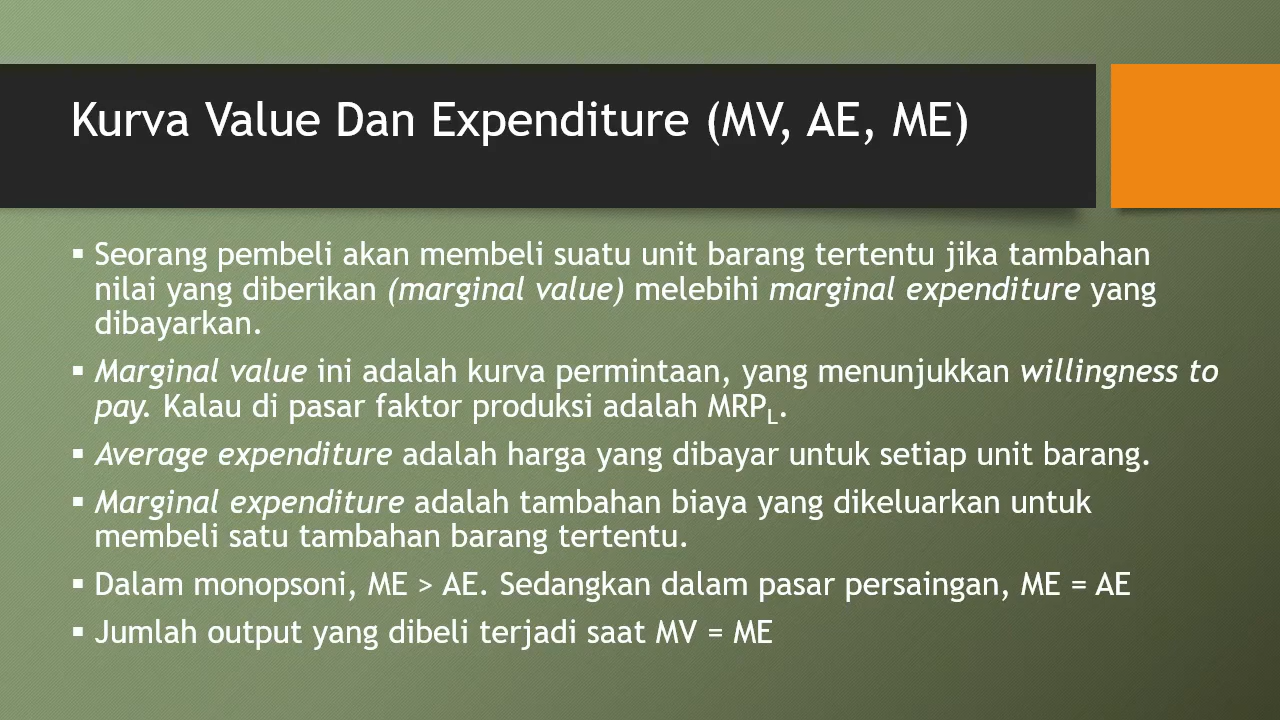 Kurva Value Dan Expenditure (MV, AE, ME)
▪ Seorang pembeli akan membeli suatu unit barang tertentu jika tambahan
nilai yang diberikan (marginal value) melebihi marginal expenditure yang
dibayarkan.
▪ Marginal value ini adalah kurva permintaan, yang menunjukkan willingness to
pay. Kalau di pasar faktor produksi adalah MRPL.
▪ Average expenditure adalah harga yang dibayar untuk setiap unit barang.
▪ Marginal expenditure adalah tambahan biaya yang dikeluarkan untuk
membeli satu tambahan barang tertentu.
▪ Dalam monopsoni, ME > AE. Sedangkan dalam pasar persaingan, ME = AE
▪ Jumlah output yang dibeli terjadi saat MV = ME